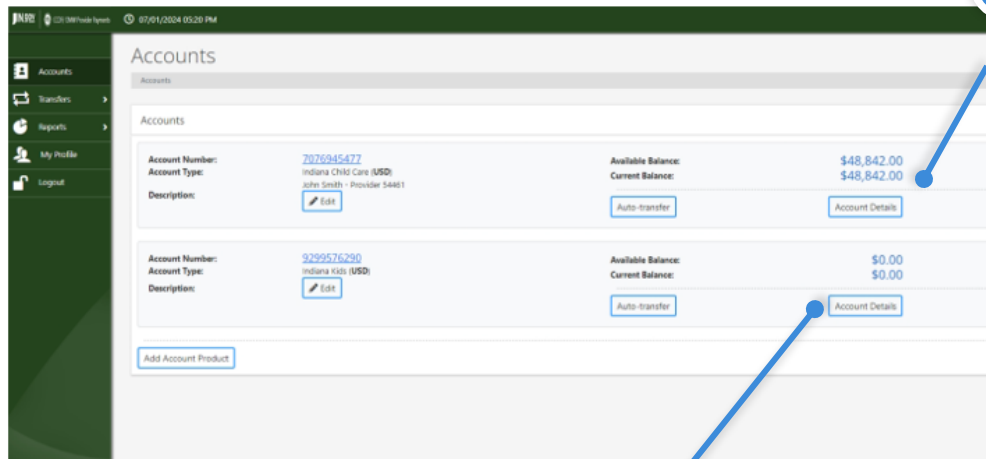 07/01/2024 05:20 PM
Accounts
Transfers
Reports
My Profile
Logout
Accounts
Accounts
Accounts
Account Number: 7076945477 Available Balance: $48,842.00
Account Type: Indiana Child Care (USD) Current Balance: $48,842.00
John Smith - Provider 54461
Description: Edit Auto-transfer Account Details
Account Number: 9299576290 Available Balance: $0.00
Account Type: Indiana Kids (USD) Current Balance: $0.00
Description: Edit
Auto-transfer Account Details
Add Account Product